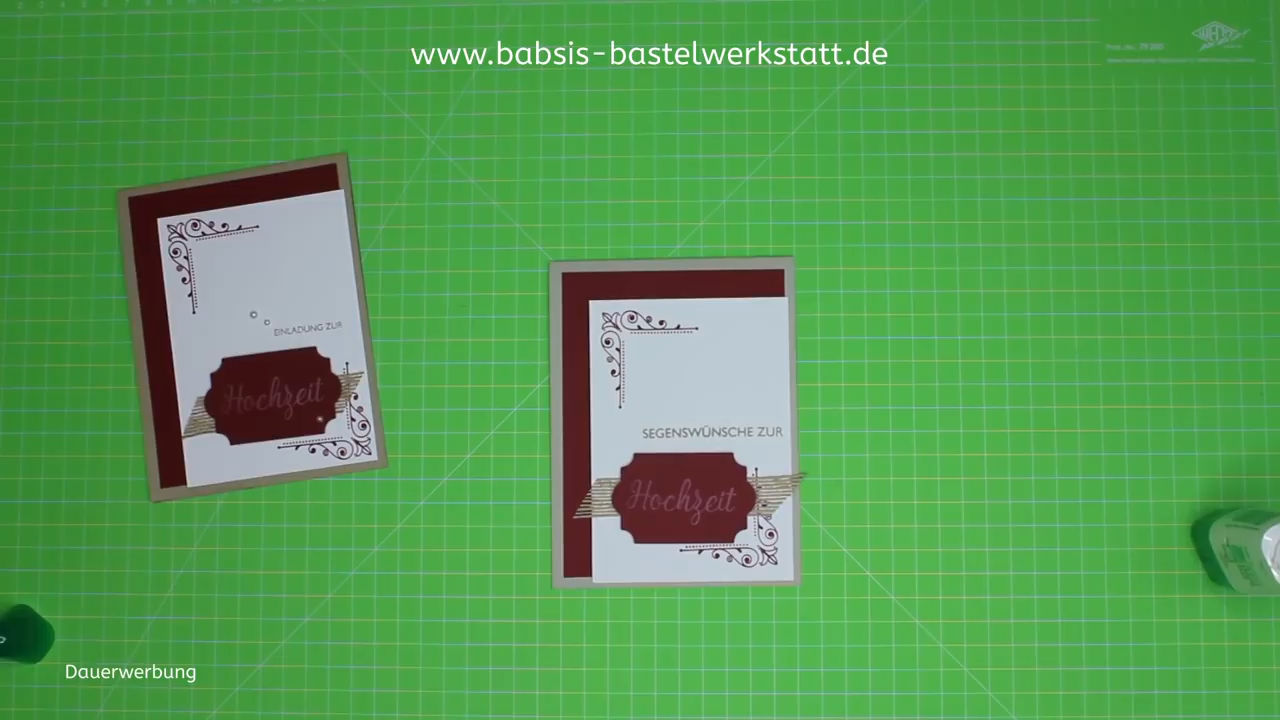 www.babsis-bastelwerkstatt.de
EINLADUNG ZUR
Hochzeit
SEGENSWÜNSCHE ZUR
Hochzeit
Dauerwerbung